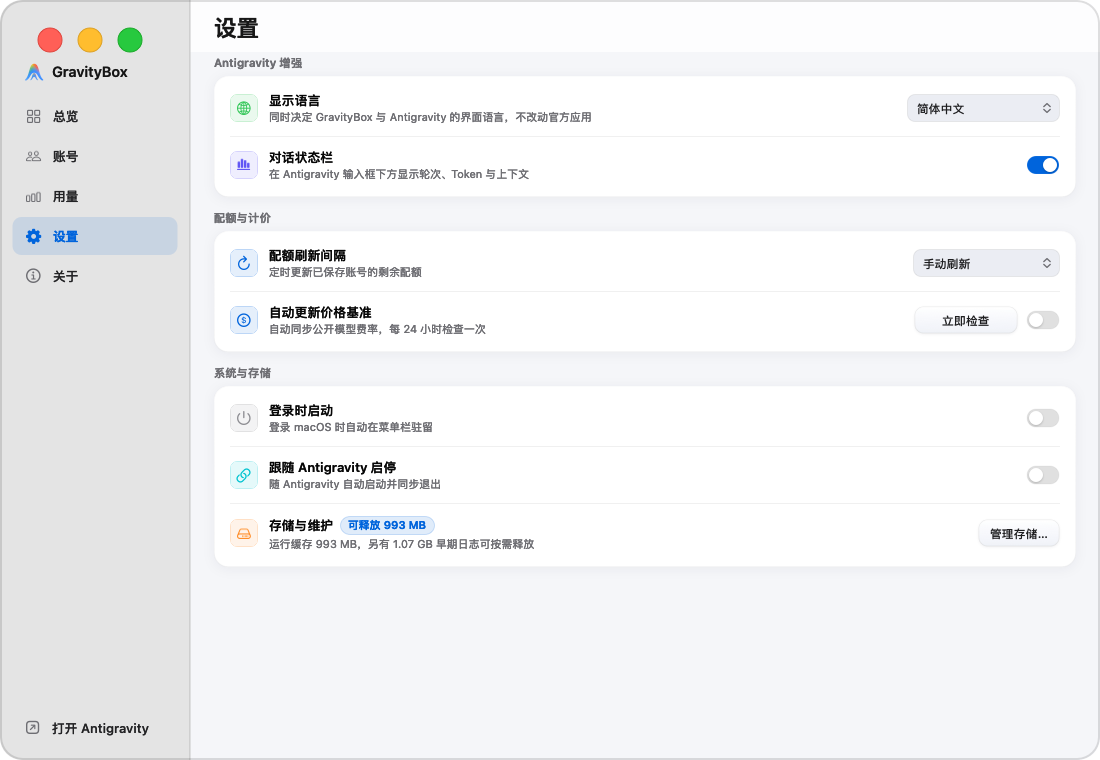 设置
GravityBox
总览
账号
用量
设置
关于
打开 Antigravity
Antigravity 增强
显示语言
同时决定 GravityBox 与 Antigravity 的界面语言，不改动官方应用
简体中文
对话状态栏
在 Antigravity 输入框下方显示轮次、Token 与上下文
配额与计价
配额刷新间隔
定时更新已保存账号的剩余配额
手动刷新
自动更新价格基准
自动同步公开模型费率，每 24 小时检查一次
立即检查
系统与存储
登录时启动
登录 macOS 时自动在菜单栏驻留
跟随 Antigravity 启停
随 Antigravity 自动启动并同步退出
存储与维护 可释放 993 MB
运行缓存 993 MB，另有 1.07 GB 早期日志可按需释放
管理存储...